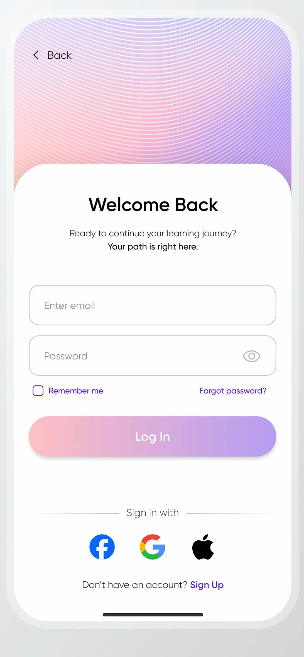 Back
Welcome Back
Ready to continue your learning journey?
Your path is right here.
Enter email
Password
Remember me
Forgot password?
Log In
Sign in with
Don't have an account? Sign Up